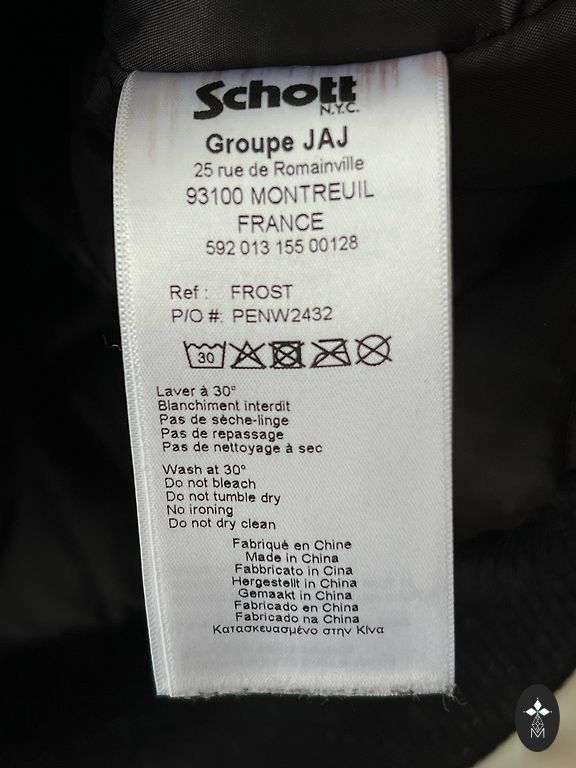 Schott
N.Y.C.
Groupe JAJ
25 rue de Romainville
93100 MONTREUIL
FRANCE
592 013 155 00128
Ref : FROST
P/O #: PENW2432
30
Laver à 30°
Blanchiment interdit
Pas de sèche-linge
Pas de repassage
Pas de nettoyage à sec
Wash at 30°
Do not bleach
Do not tumble dry
No ironing
Do not dry clean
Fabriqué en Chine
Made in China
Fabbricato in Cina
Hergestellt in China
Gemaakt in China
Fabricado en China
Fabricado na China
Κατασκευασμένο στην Κίνα
M